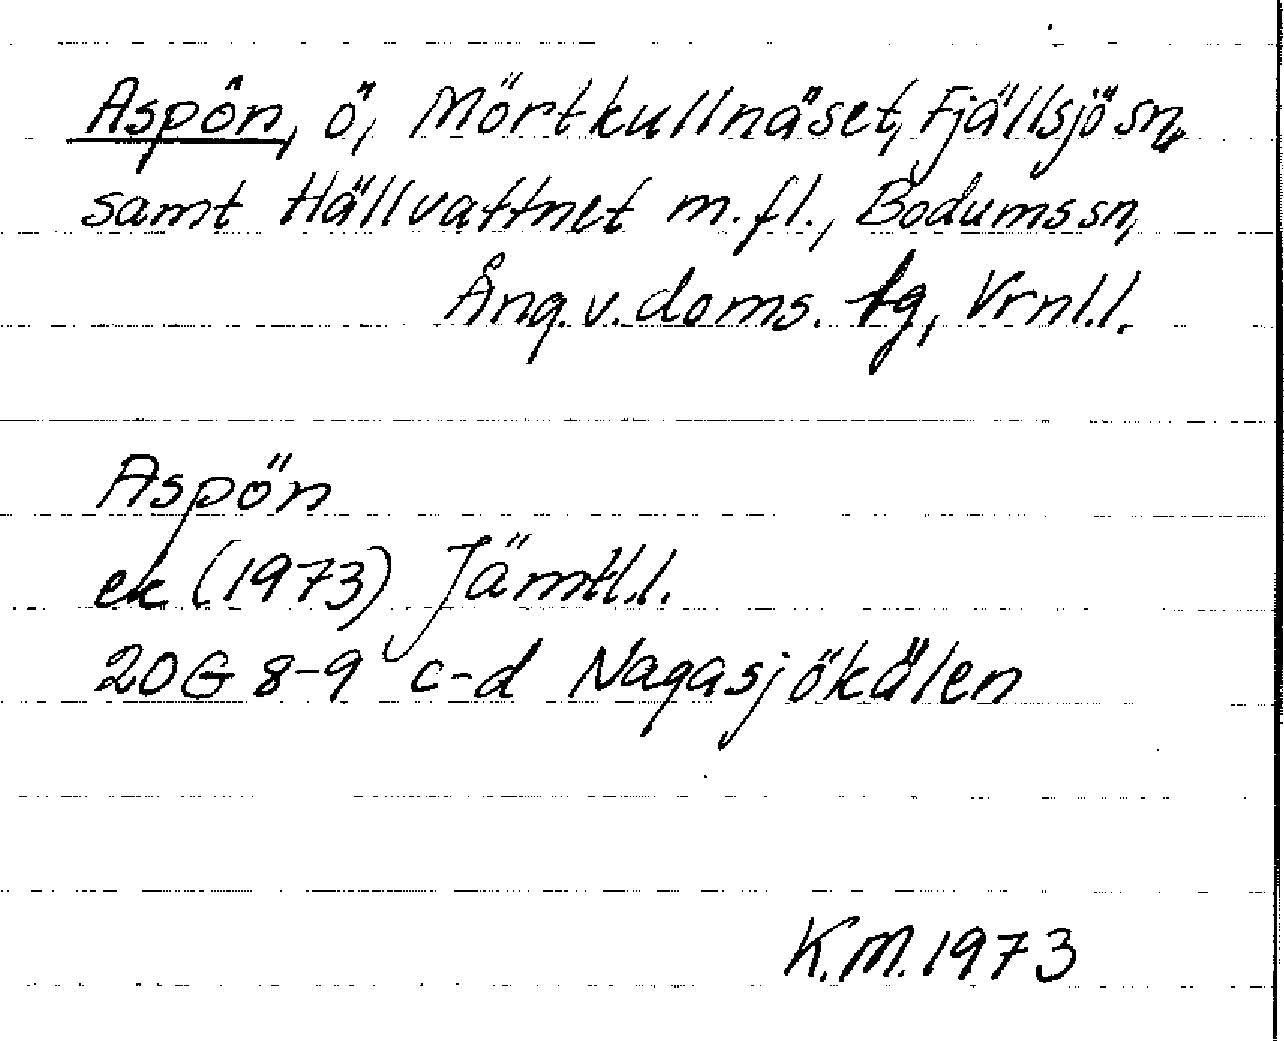 Aspön, ö, Mörtkullnäset, Fjällsjö sn,
samt Hällvattnet m.fl., Bodums sn,
Ång. v. doms. tg, Vrnl.l.
Aspön
ek (1973) Jämtl.l.
20G 8-9 c-d Nagasjökälen
K.M. 1973